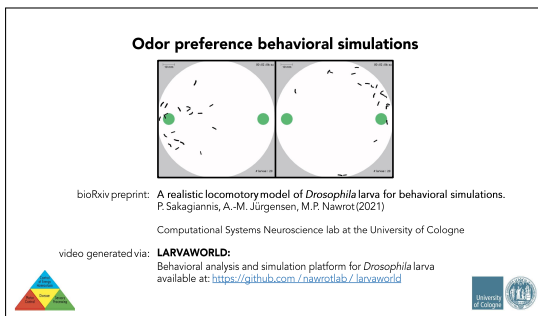 Odor preference behavioral simulations
bioRxiv preprint: A realistic locomotory model of Drosophila larva for behavioral simulations.
P. Sakagiannis, A.-M. Jürgensen, M.P. Nawrot (2021)
Computational Systems Neuroscience lab at the University of Cologne
video generated via: LARVAWORLD:
Behavioral analysis and simulation platform for Drosophila larva
available at: https://github.com / nawrotlab / larvaworld
University
of Cologne